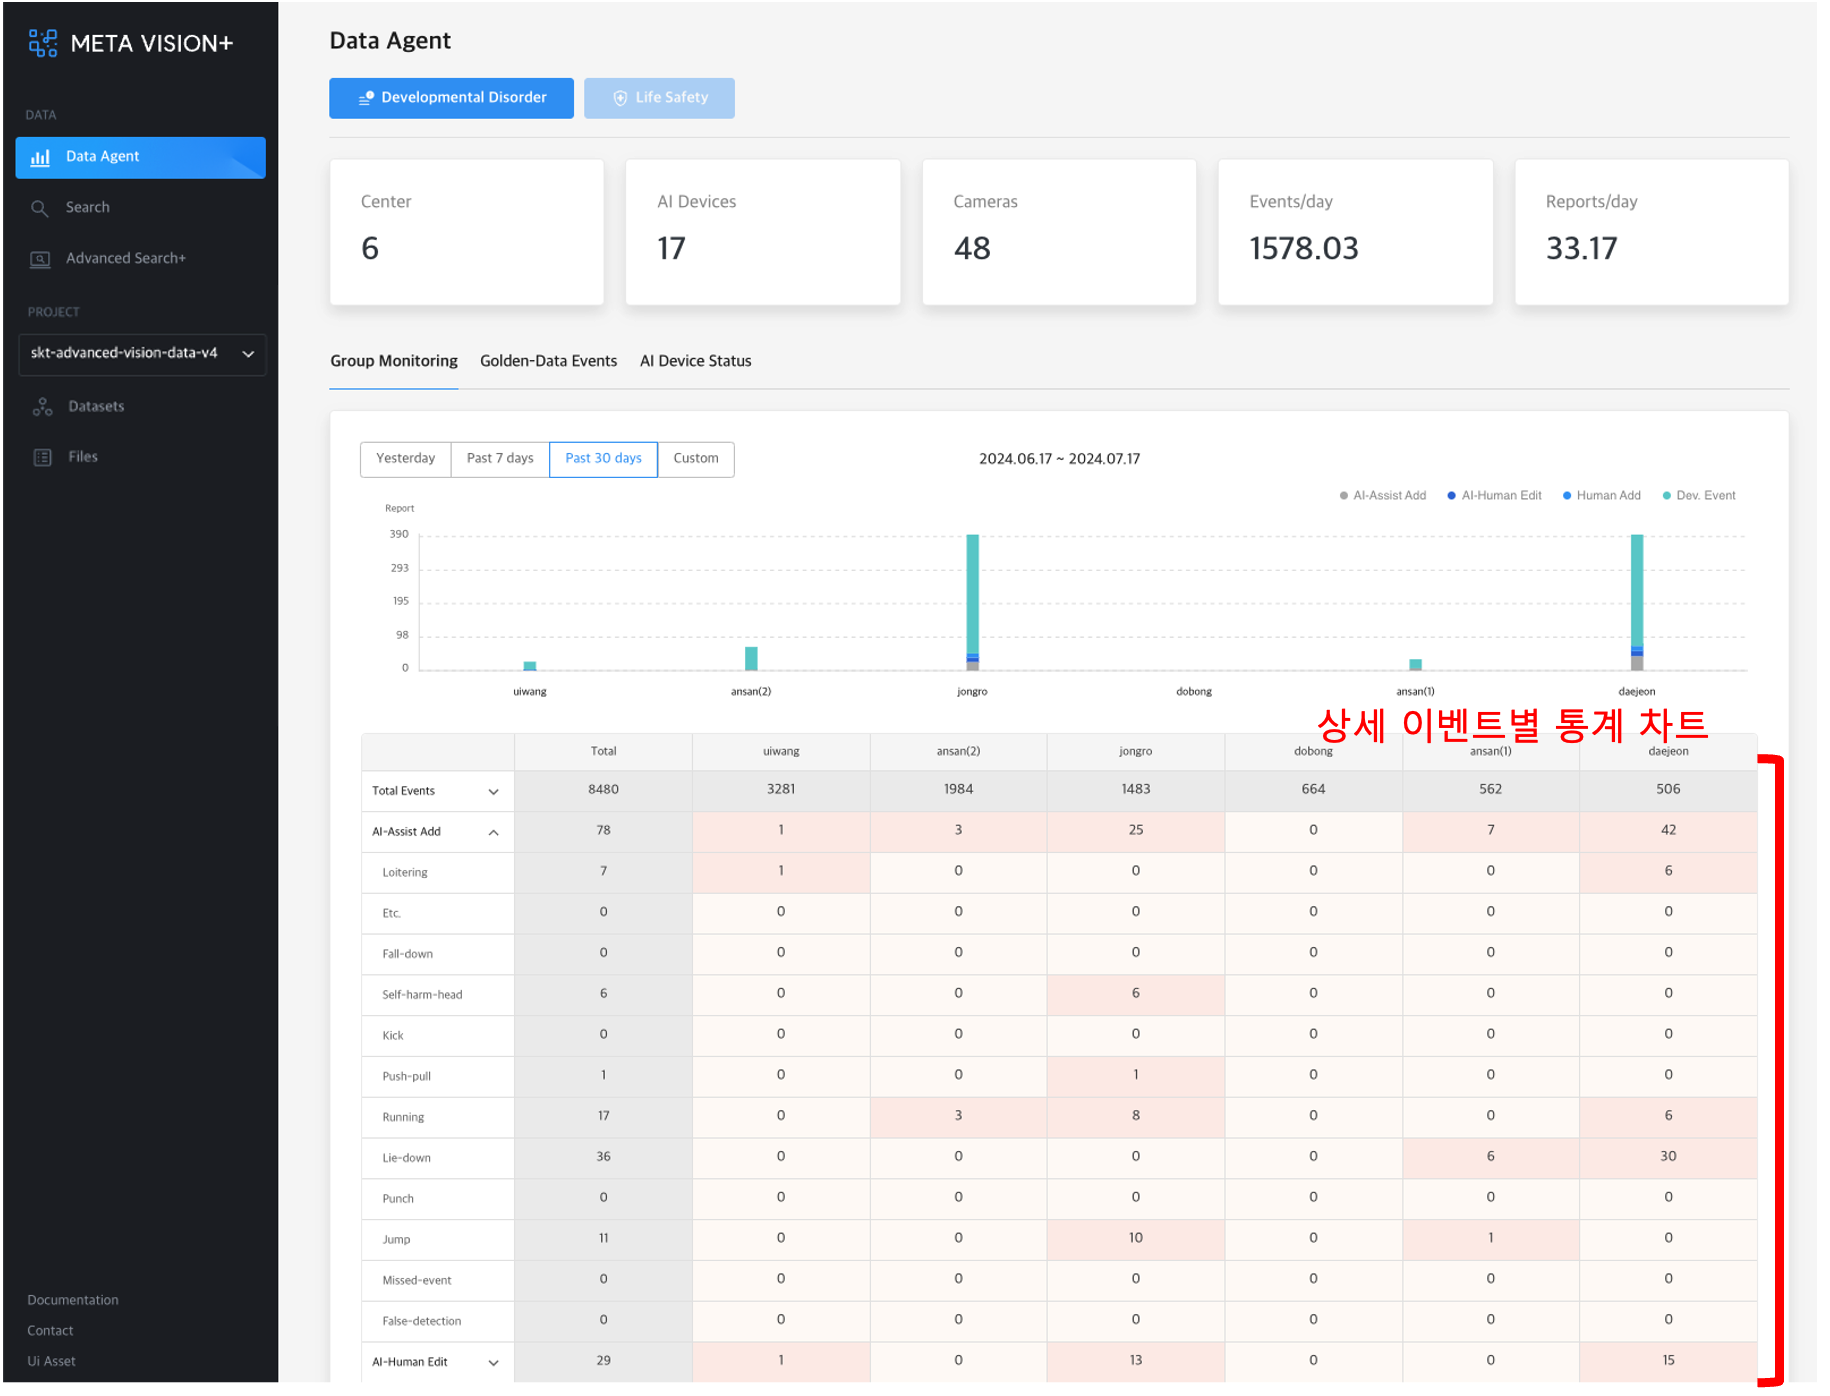 META VISION+
DATA
Data Agent
Search
Advanced Search+
PROJECT
skt-advanced-vision-data-v4
Datasets
Files
Documentation
Contact
Ui Asset
Data Agent
Developmental Disorder
Life Safety
Center
6
AI Devices
17
Cameras
48
Events/day
1578.03
Reports/day
33.17
Group Monitoring Golden-Data Events AI Device Status
Yesterday Past 7 days Past 30 days Custom
2024.06.17 ~ 2024.07.17
AI-Assist Add AI-Human Edit Human Add Dev. Event
Report
390
293
195
98
0
uiwang ansan(2) jongro dobong ansan(1) daejeon
상세 이벤트별 통계 차트
Total uiwang ansan(2) jongro dobong ansan(1) daejeon
Total Events 8480 3281 1984 1483 664 562 506
AI-Assist Add 78 1 3 25 0 7 42
Loitering 7 1 0 0 0 0 6
Etc. 0 0 0 0 0 0 0
Fall-down 0 0 0 0 0 0 0
Self-harm-head 6 0 0 6 0 0 0
Kick 0 0 0 0 0 0 0
Push-pull 1 0 0 1 0 0 0
Running 17 0 3 8 0 0 6
Lie-down 36 0 0 0 0 6 30
Punch 0 0 0 0 0 0 0
Jump 11 0 0 10 0 1 0
Missed-event 0 0 0 0 0 0 0
False-detection 0 0 0 0 0 0 0
AI-Human Edit 29 1 0 13 0 0 15